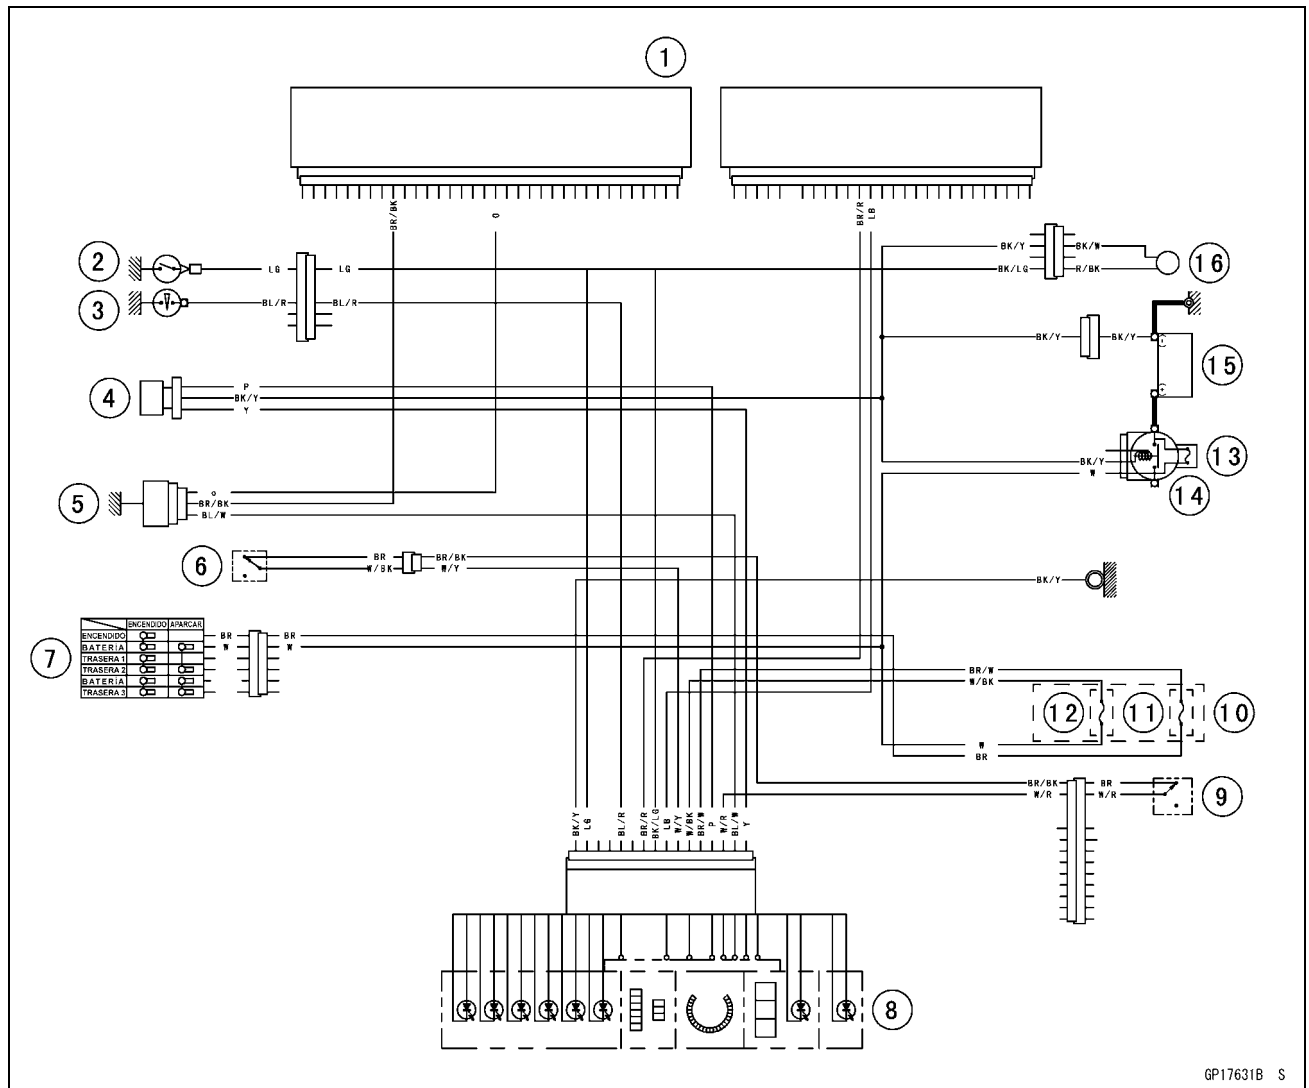 1
BR/BK
O
BR/R
LB
2
LG
LG
BK/Y
BK/W
BK/LG
R/BK
16
3
BL/R
BL/R
BK/Y
BK/Y
(-)
15
4
P
BK/Y
Y
(+)
BK/Y
W
13
14
5
O
BR/BK
BL/W
6
BR
BR/BK
W/BK
W/Y
BK/Y
7
ENCENDIDO APARCAR
ENCENDIDO
BATERIA
TRASERA 1
TRASERA 2
BATERIA
TRASERA 3
BR
BR
W
W
BR/W
W/BK
12
11
10
W
BR
BR/BK
BR
W/R
W/R
9
BK/Y
LG
BL/R
BR/R
BK/LG
LB
W/Y
W/BK
BR/W
P
W/R
BL/W
Y
8
GP17631B S